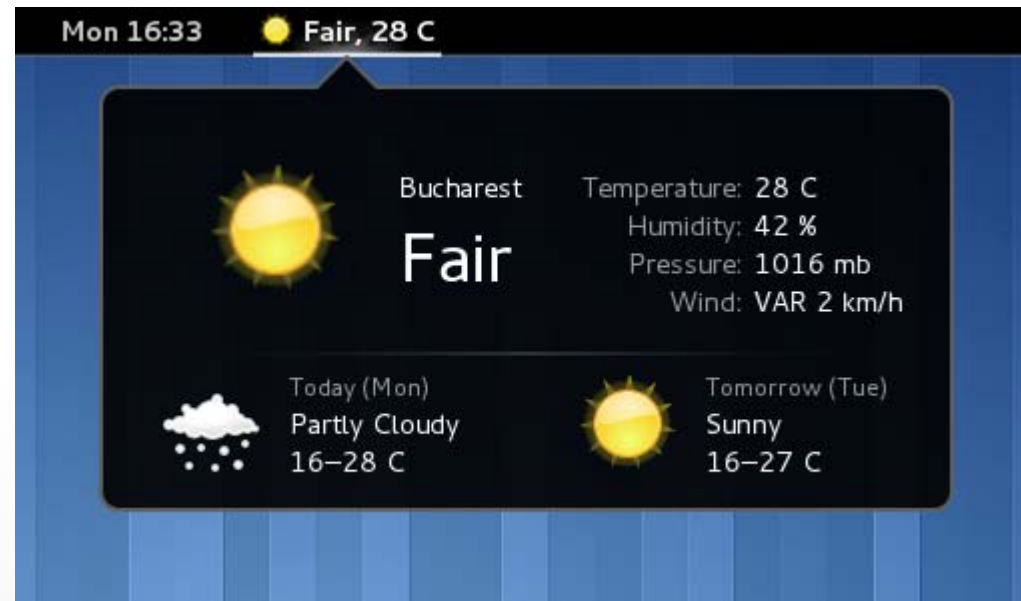 Mon 16:33 Fair, 28 C
Bucharest
Fair
Temperature: 28 C
Humidity: 42 %
Pressure: 1016 mb
Wind: VAR 2 km/h
Today (Mon)
Partly Cloudy
16–28 C
Tomorrow (Tue)
Sunny
16–27 C